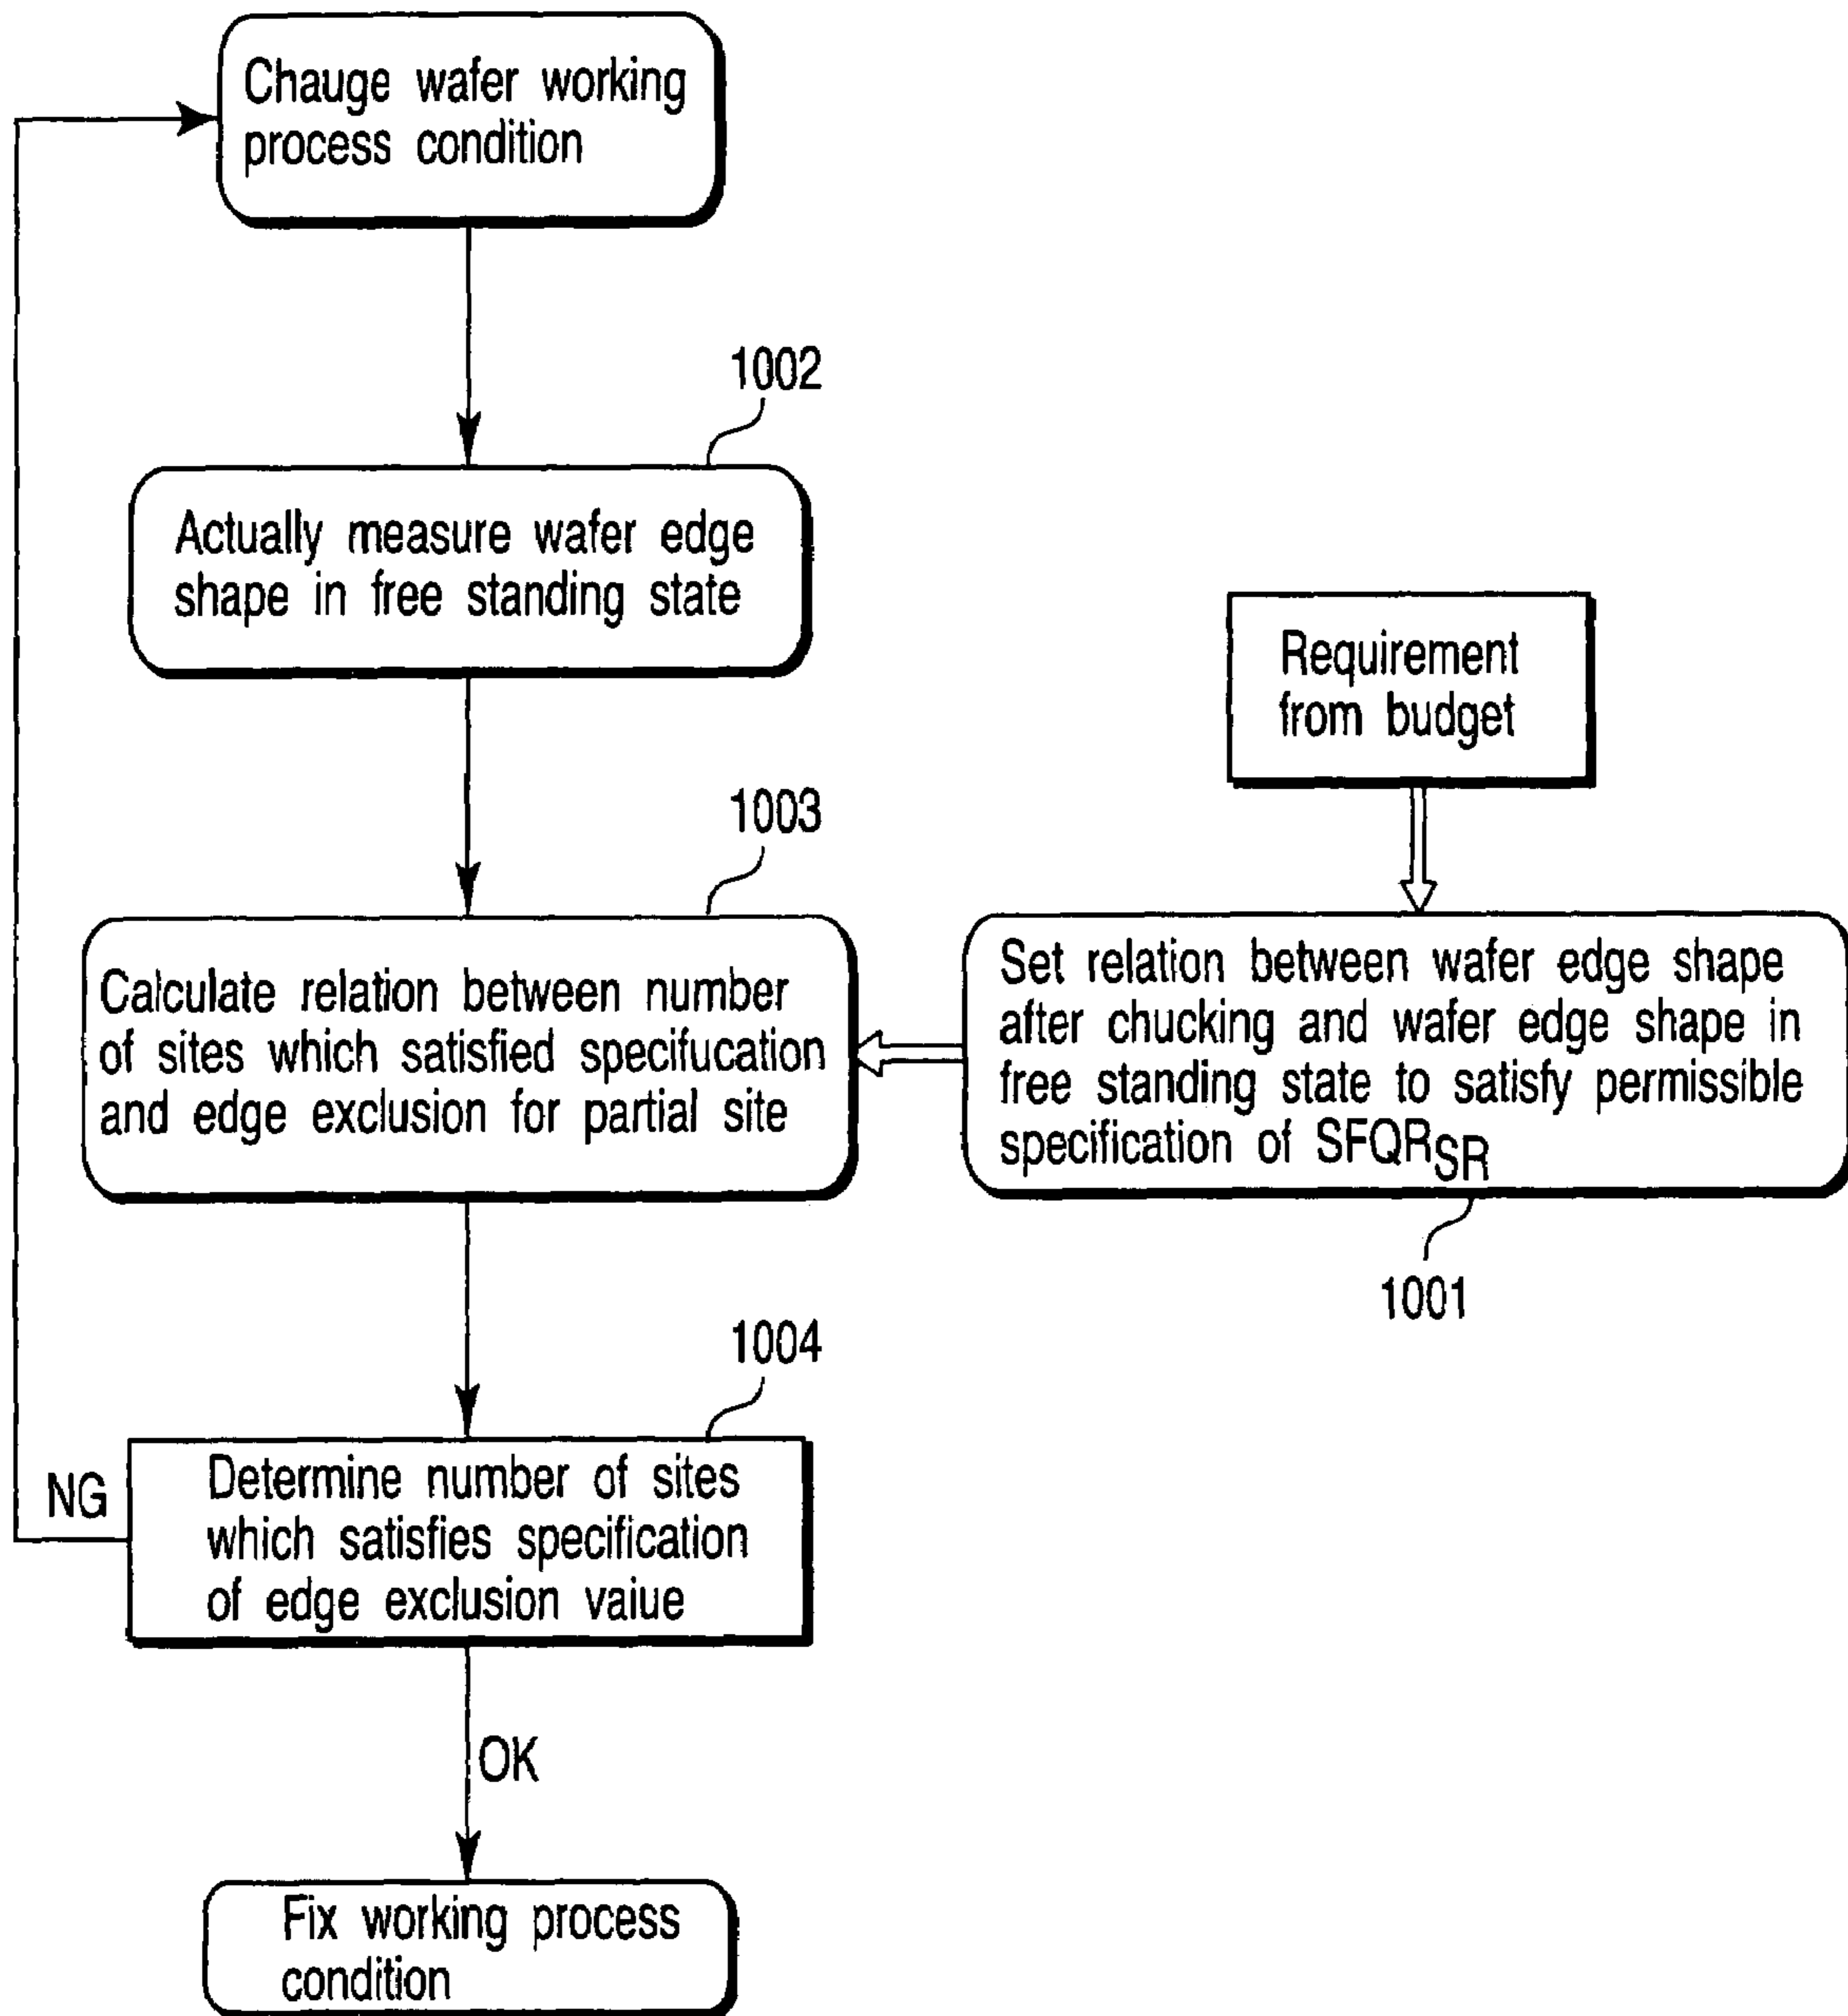 Chauge wafer working
process condition
1002
Actually measure wafer edge
shape in free standing state
Requirement
from budget
1003
Calculate relation between number
of sites which satisfied specifucation
and edge exclusion for partial site
Set relation between wafer edge shape
after chucking and wafer edge shape in
free standing state to satisfy permissible
specification of SFQRSR
1001
1004
NG
Determine number of sites
which satisfies specification
of edge exclusion vaiue
OK
Fix working process
condition